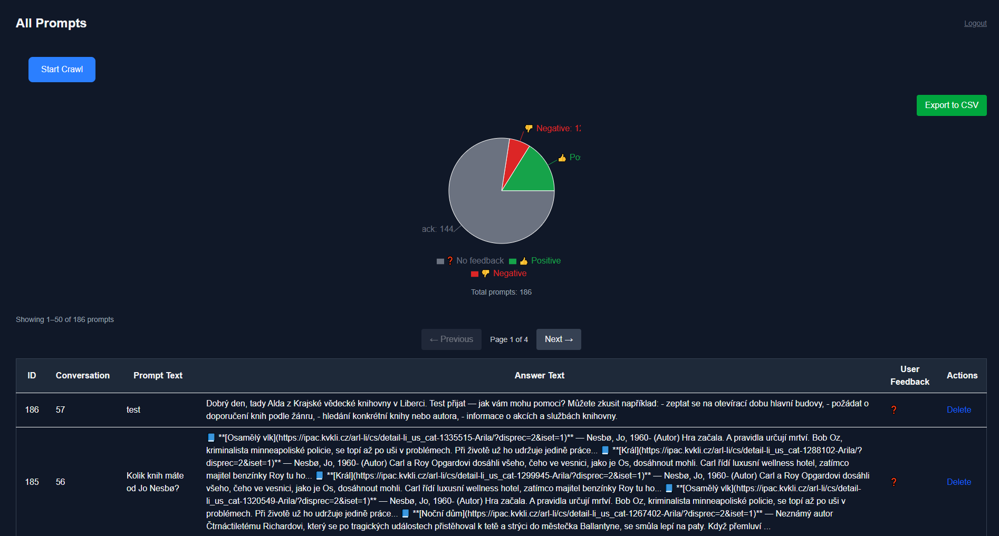 All Prompts
Logout
Start Crawl
Export to CSV
👎 Negative: 12
👍
144
❓ No feedback 👍 Positive
👎 Negative
Total prompts: 186
Showing 1–50 of 186 prompts
← Previous Page 1 of 4 Next →
ID Conversation Prompt Text Answer Text User Feedback Actions
186 57 test
Dobrý den, tady Alda z Krajské vědecké knihovny v Liberci. Test přijat — jak vám mohu pomoci? Můžete zkusit například: - zeptat se na otevírací dobu hlavní budovy, - požádat o
doporučení knih podle žánru, - hledání konkrétní knihy nebo autora, - informace o akcích a službách knihovny.
❓ Delete
185 56
Kolik knih máte
od Jo Nesbø?
📘 **[Osamělý vlk](https://ipac.kvkli.cz/arl-li/cs/detail-li_us_cat-1335515-Arila/?disprec=2&iset=1)** — Nesbø, Jo, 1960- (Autor) Hra začala. A pravidla určují mrtví. Bob Oz,
kriminalista minneapoliské policie, se topí až po uši v problémech. Při životě už ho udržuje jedině práce... 📘 **[Král](https://ipac.kvkli.cz/arl-li/cs/detail-li_us_cat-1288102-Arila/?
disprec=2&iset=1)** — Nesbø, Jo, 1960- (Autor) Carl a Roy Opgardovi dosáhli všeho, čeho ve vesnici, jako je Os, dosáhnout mohli. Carl řídí luxusní wellness hotel, zatímco
majitel benzínky Roy tu ho... 📘 **[Král](https://ipac.kvkli.cz/arl-li/cs/detail-li_us_cat-1299945-Arila/?disprec=2&iset=1)** — Nesbø, Jo, 1960- (Autor) Carl a Roy Opgardovi dosáhli
všeho, čeho ve vesnici, jako je Os, dosáhnout mohli. Carl řídí luxusní wellness hotel, zatímco majitel benzínky Roy tu ho... 📘 **[Osamělý vlk](https://ipac.kvkli.cz/arl-li/cs/detail-
li_us_cat-1320549-Arila/?disprec=2&iset=1)** — Nesbø, Jo, 1960- (Autor) Hra začala. A pravidla určují mrtví. Bob Oz, kriminalista minneapoliské policie, se topí až po uši v
problémech. Při životě už ho udržuje jedině práce... 📘 **[Noční dům](https://ipac.kvkli.cz/arl-li/cs/detail-li_us_cat-1267402-Arila/?disprec=2&iset=1)** — Neznámý autor
Čtrnáctiletému Richardovi, který se po tragických událostech přistěhoval k tetě a strýci do městečka Ballantyne, se smůla lepí na paty. Když přemluví ...
❓ Delete